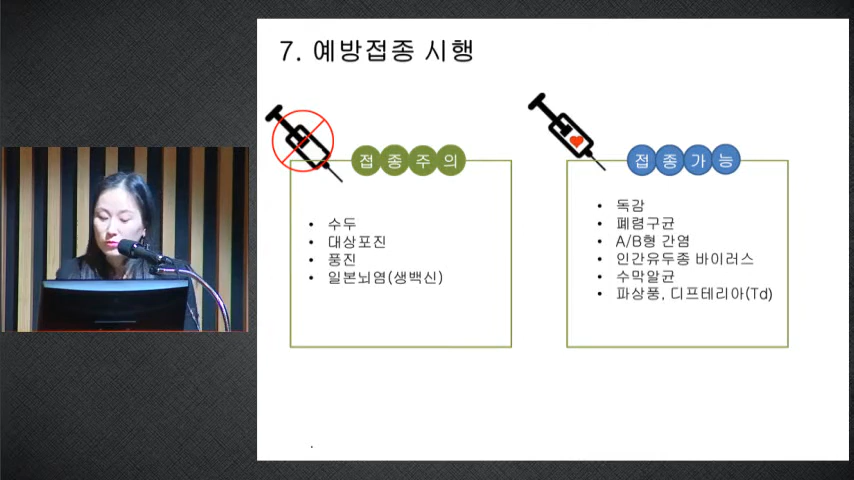 7. 예방접종 시행
접종주의
• 수두
• 대상포진
• 풍진
• 일본뇌염(생백신)
접종가능
• 독감
• 폐렴구균
• A/B형 간염
• 인간유두종 바이러스
• 수막알균
• 파상풍, 디프테리아(Td)